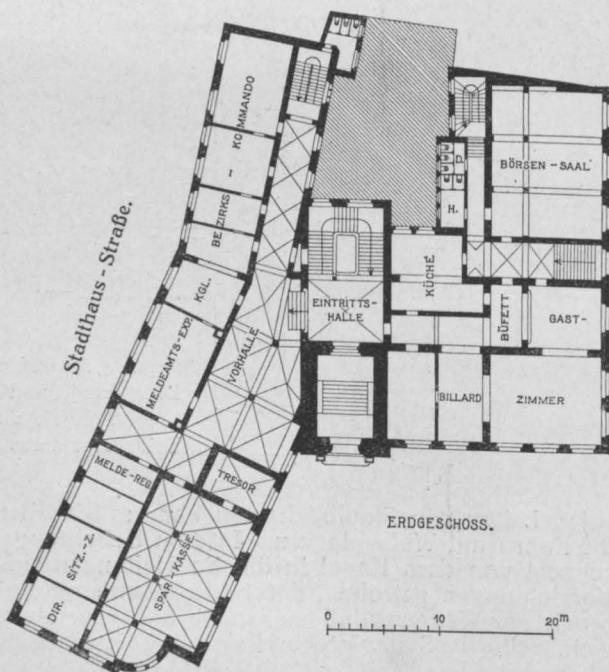 Stadthaus - Straße.
KOMMANDO
I
BEZIRKS
KGL.
MELDEAMTS-EXP.
VORHALLE
MELDE-REG.
TRESOR
SITZ.-Z.
SPAR-KASSE
DIR.
EINTRITTS-
HALLE
KÜCHE
D.
H.
BÖRSEN-SAAL
BÜFETT
GAST-
ZIMMER
BILLARD
ERDGESCHOSS.
0 10 20m